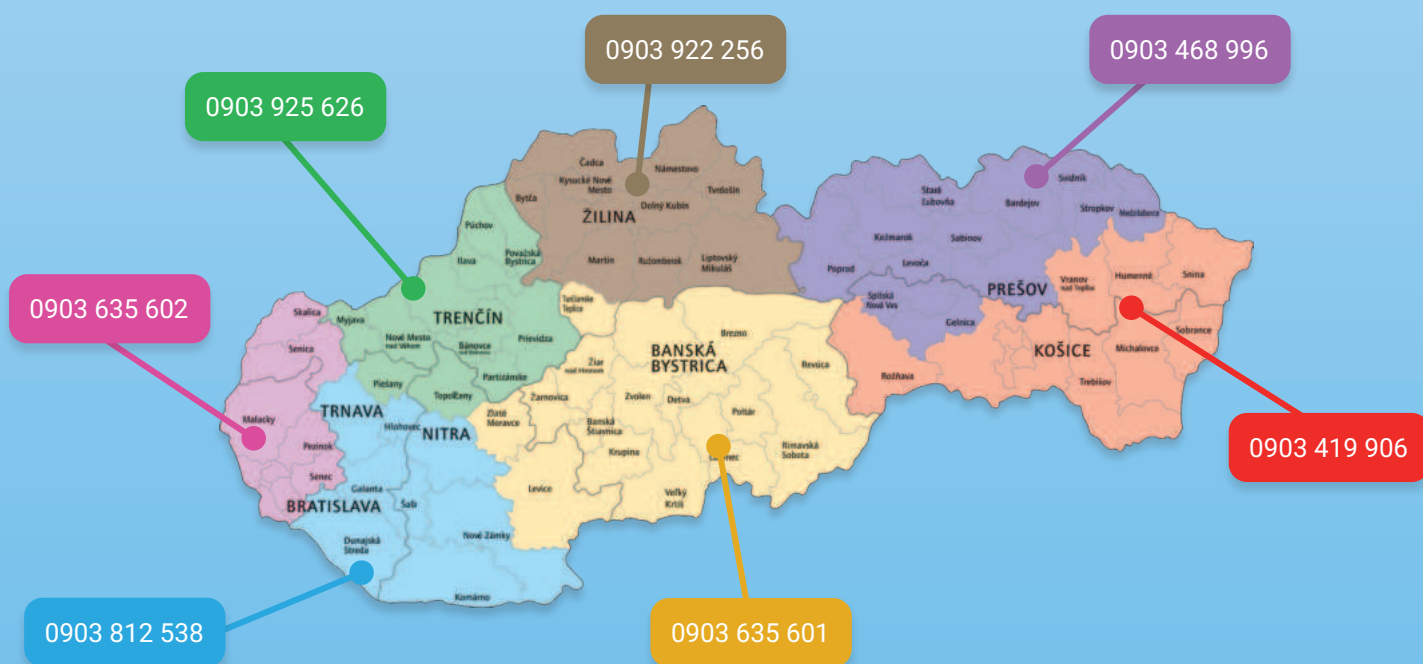 0903 922 256
0903 468 996
0903 925 626
Čadca
Kysucké Nové
Mesto
Námestovo
Bytča
Tvrdošín
Dolný Kubín
ŽILINA
Martin
Ružomberok
Liptovský
Mikuláš
Stará
Ľubovňa
Svidník
Bardejov
Stropkov
Medzilaborce
Kežmarok
Sabinov
Poprad
Levoča
PREŠOV
Spišská
Nová Ves
Gelnica
Vranov
nad Topľou
Humenné
Snina
Púchov
Ilava
Považská
Bystrica
TRENČÍN
Myjava
Nové Mesto
nad Váhom
Bánovce
Prievidza
Partizánske
Piešany
Topoľčany
0903 635 602
Skalica
Senica
Malacky
Pezinok
Senec
BRATISLAVA
TRNAVA
Hlohovec
NITRA
Galanta
Šaľa
Dunajská
Streda
Nové Zámky
Komárno
Turčianske
Teplice
Brezno
BANSKÁ
BYSTRICA
Žiar
nad Hronom
Revúca
Žarnovica
Zvolen
Detva
Poltár
Zlaté
Moravce
Banská
Štiavnica
Krupina
Rimavská
Sobota
Levice
Veľký
Krtíš
KOŠICE
Sobrance
Michalovce
Trebišov
Rožňava
0903 419 906
0903 812 538
0903 635 601